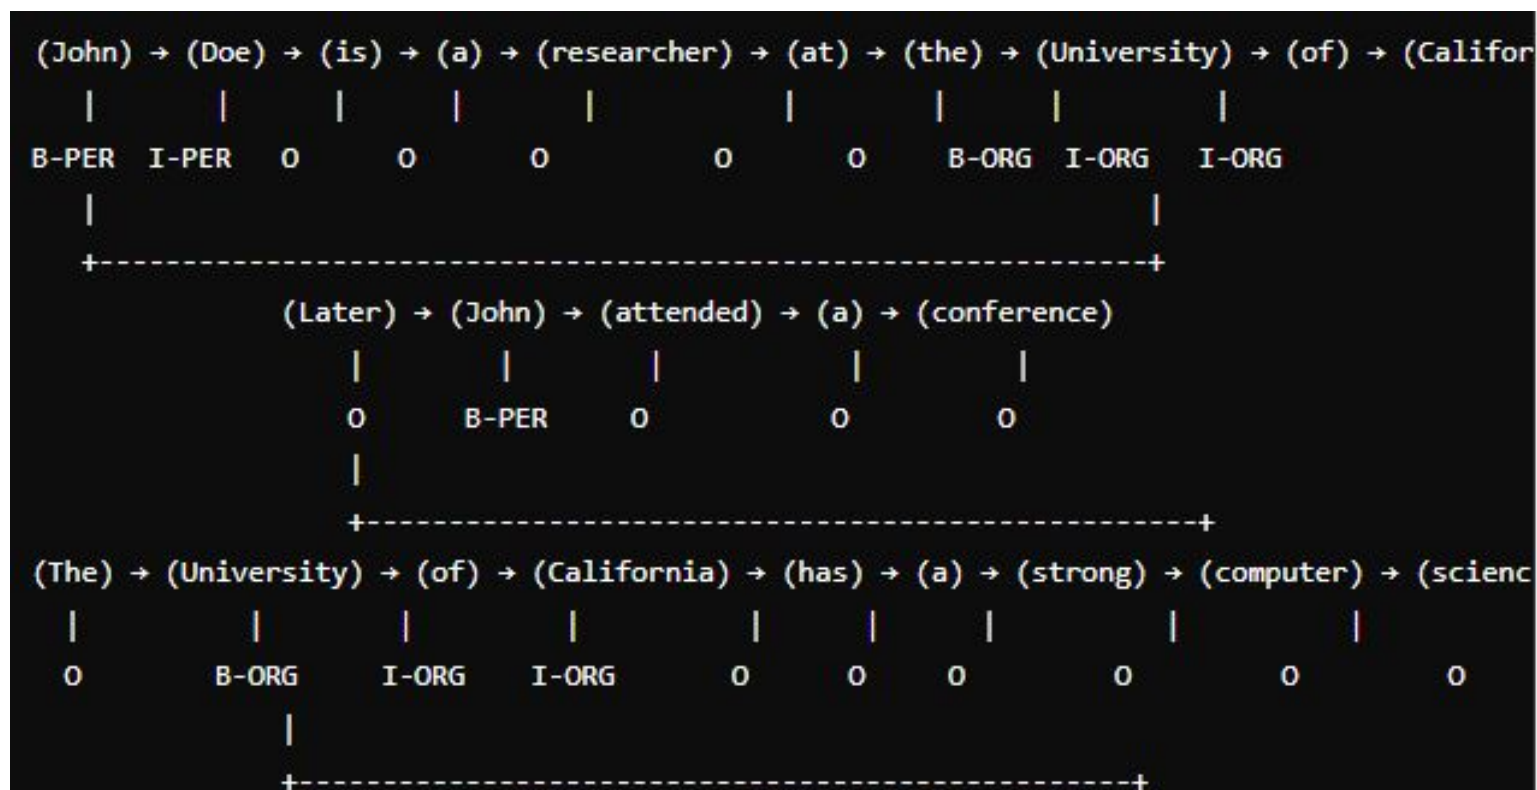 (John) → (Doe) → (is) → (a) → (researcher) → (at) → (the) → (University) → (of) → (Califor
B-PER I-PER O O O O O B-ORG I-ORG I-ORG
(Later) → (John) → (attended) → (a) → (conference)
O B-PER O O O
(The) → (University) → (of) → (California) → (has) → (a) → (strong) → (computer) → (scienc
O B-ORG I-ORG I-ORG O O O O O O